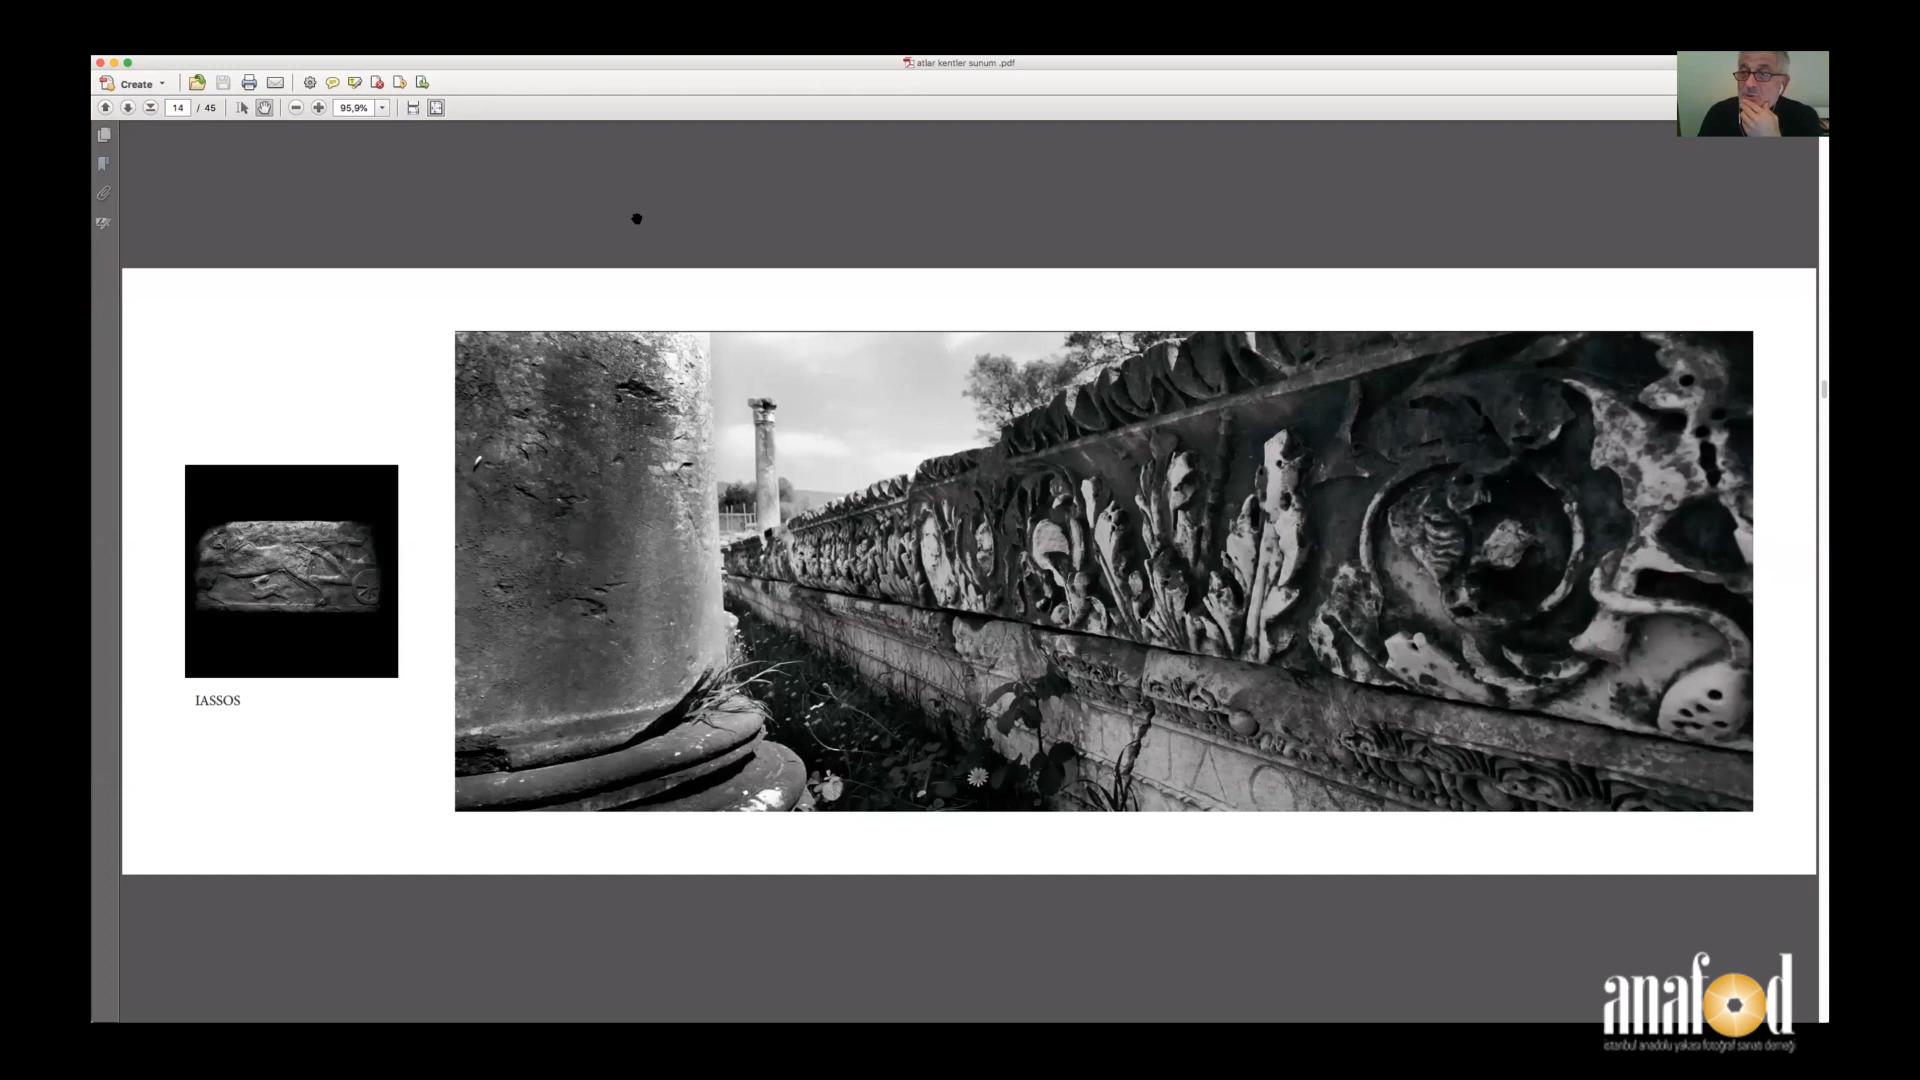 atlar kentler sunum .pdf
Create
14 / 45
95,9%
IASSOS
anafod
istanbul anadolu yakası fotoğraf sanatı derneği